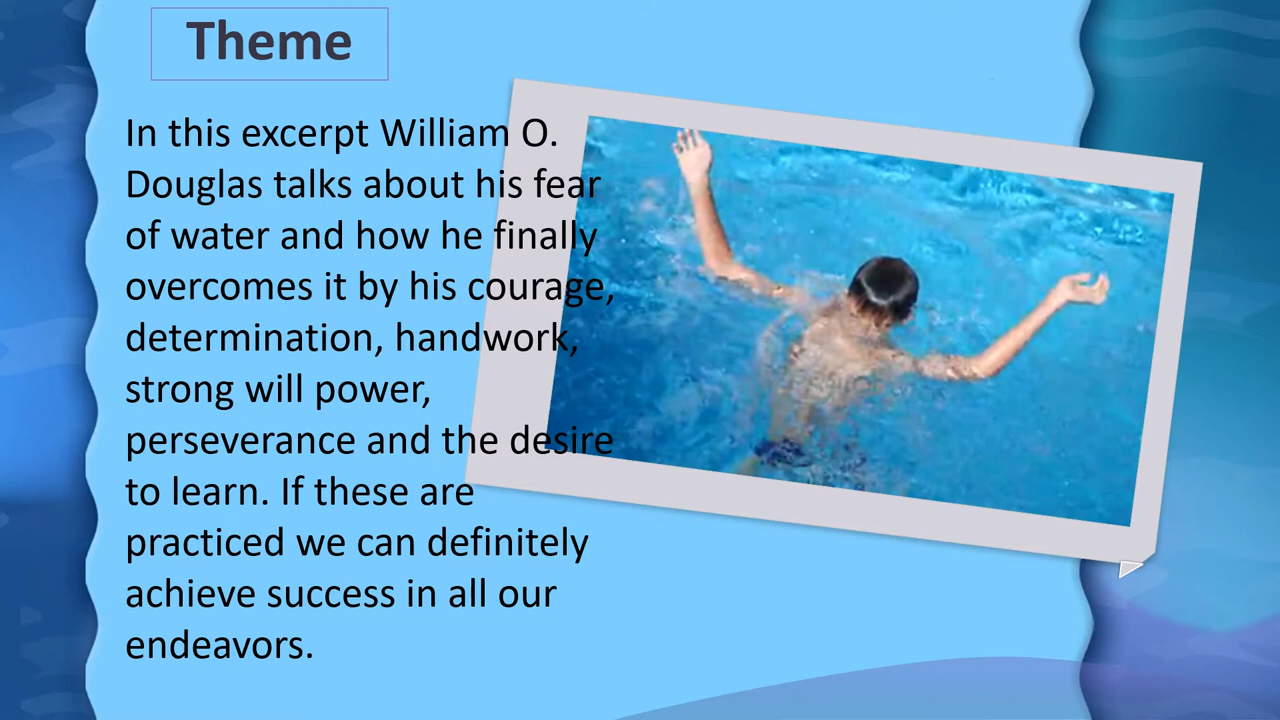 Theme
In this excerpt William O.
Douglas talks about his fear
of water and how he finally
overcomes it by his courage,
determination, handwork,
strong will power,
perseverance and the desire
to learn. If these are
practiced we can definitely
achieve success in all our
endeavors.